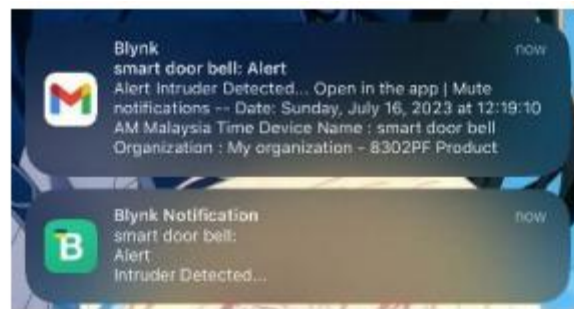 Blynk
now
smart door bell: Alert
Alert Intruder Detected... Open in the app | Mute
notifications -- Date: Sunday, July 16, 2023 at 12:19:10
AM Malaysia Time Device Name : smart door bell
Organization : My organization - 8302PF Product
Blynk Notification
now
smart door bell:
Alert
Intruder Detected...